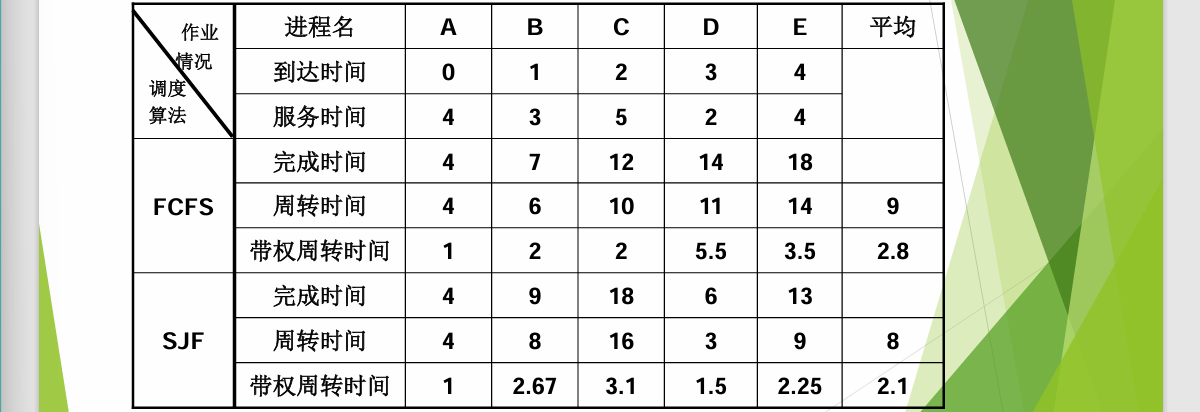 作业
情况
调度
算法
进程名 A B C D E 平均
到达时间 0 1 2 3 4
服务时间 4 3 5 2 4
FCFS
完成时间 4 7 12 14 18
周转时间 4 6 10 11 14 9
带权周转时间 1 2 2 5.5 3.5 2.8
SJF
完成时间 4 9 18 6 13
周转时间 4 8 16 3 9 8
带权周转时间 1 2.67 3.1 1.5 2.25 2.1